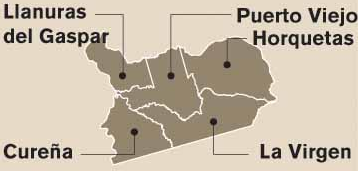 Llanuras
del Gaspar
Puerto Viejo
Horquetas
Cureña
La Virgen